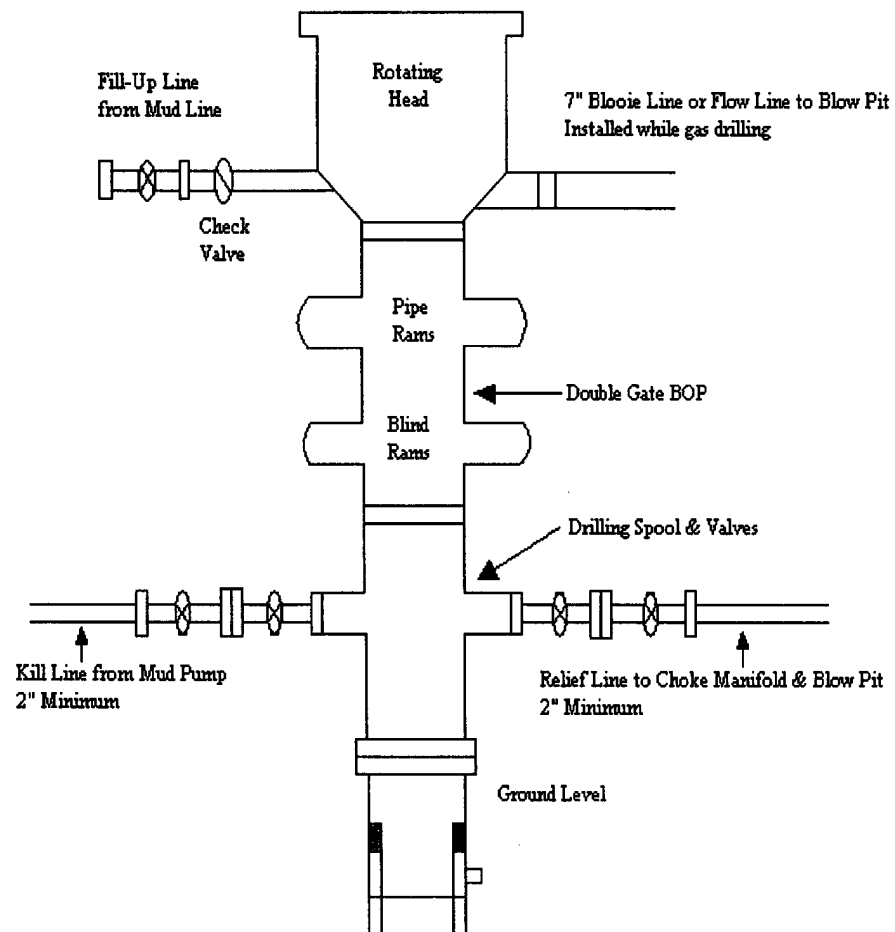 Rotating
Head
Fill-Up Line
from Mud Line
7" Blooie Line or Flow Line to Blow Pit
Installed while gas drilling
Check
Valve
Pipe
Rams
Double Gate BOP
Blind
Rams
Drilling Spool & Valves
Kill Line from Mud Pump
2" Minimum
Relief Line to Choke Manifold & Blow Pit
2" Minimum
Ground Level